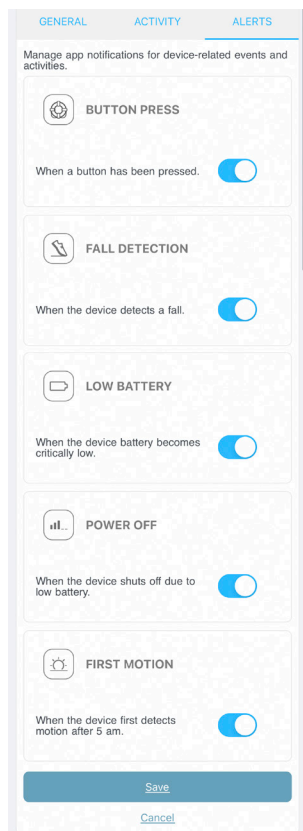 GENERAL ACTIVITY ALERTS
Manage app notifications for device-related events and
activities.
BUTTON PRESS
When a button has been pressed.
FALL DETECTION
When the device detects a fall.
LOW BATTERY
When the device battery becomes
critically low.
POWER OFF
When the device shuts off due to
low battery.
FIRST MOTION
When the device first detects
motion after 5 am.
Save
Cancel